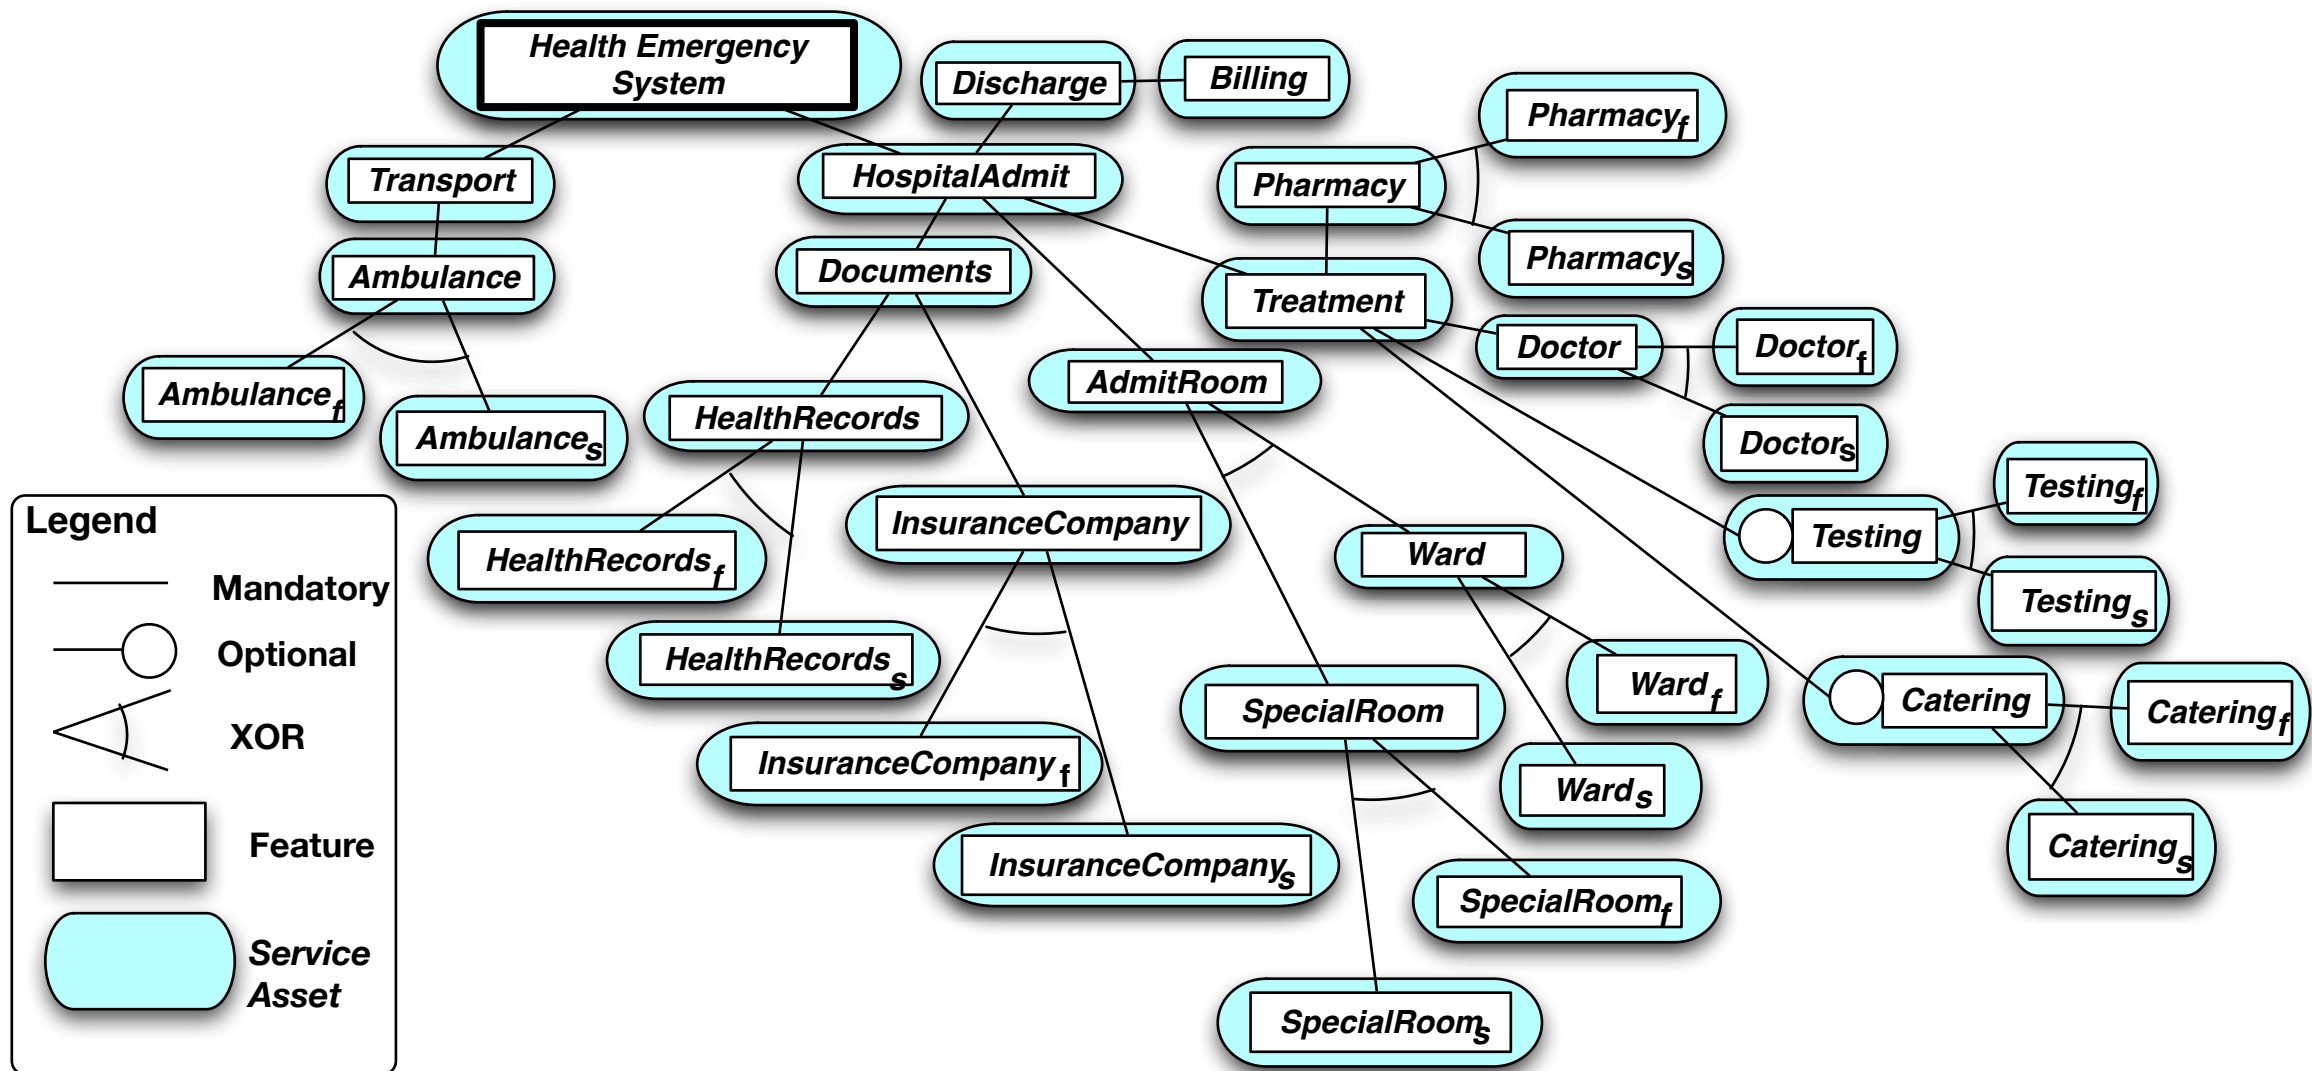 Health Emergency
System
Discharge
Billing
Pharmacy_f
Transport
HospitalAdmit
Pharmacy
Pharmacy_s
Ambulance
Documents
Treatment
Doctor
Doctor_f
Ambulance_f
Ambulance_s
HealthRecords
AdmitRoom
Doctor_s
Testing_f
Testing
Testing_s
HealthRecords_f
InsuranceCompany
Ward
HealthRecords_s
Ward_f
SpecialRoom
Catering
Catering_f
InsuranceCompany_f
Ward_s
InsuranceCompany_s
Catering_s
SpecialRoom_f
SpecialRoom_s
Legend
Mandatory
Optional
XOR
Feature
Service
Asset